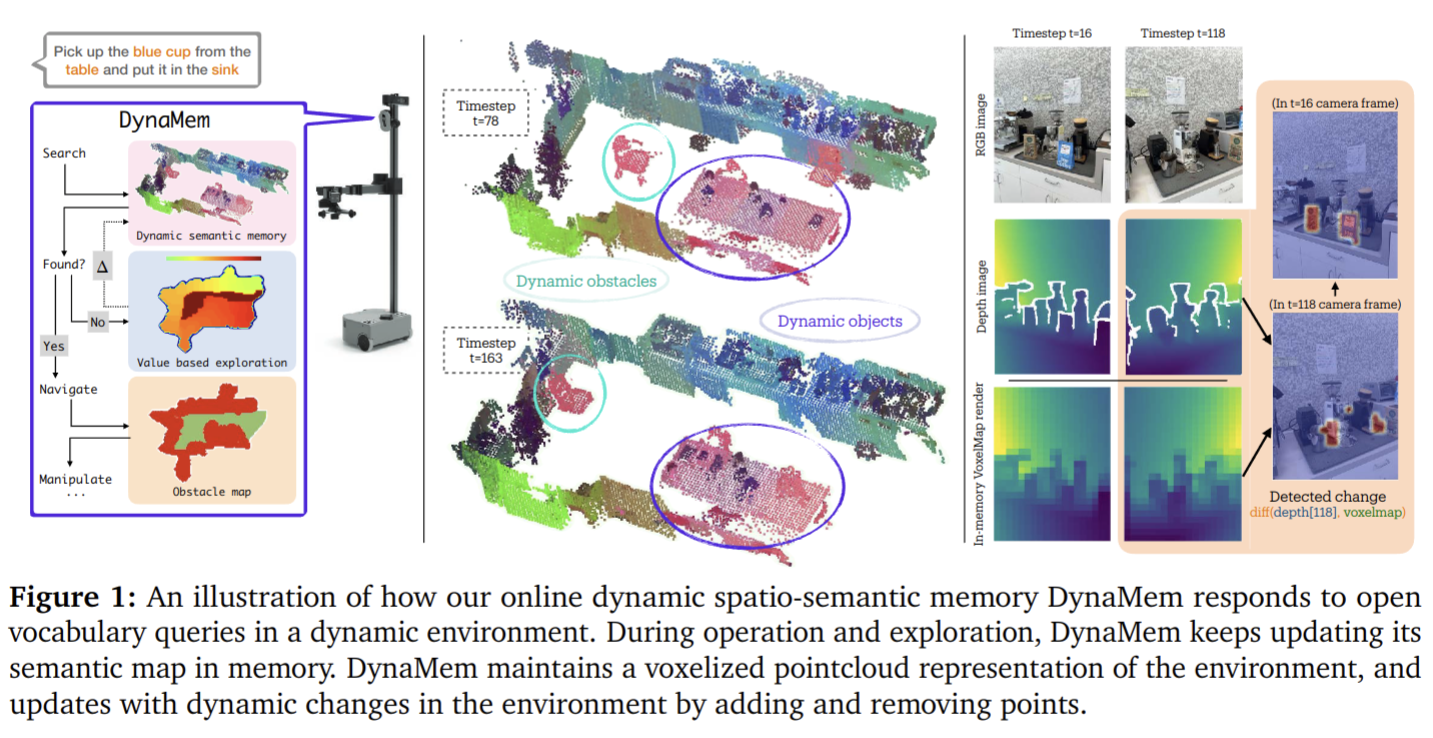 Pick up the blue cup from the
table and put it in the sink
DynaMem
Search
Dynamic semantic memory
Found?
Δ
No
Value based exploration
Yes
Navigate
Manipulate
...
Obstacle map
Timestep
t=78
Dynamic obstacles
Dynamic objects
Timestep
t=163
Timestep t=16
Timestep t=118
RGB image
Depth image
In-memory VoxelMap render
(In t=16 camera frame)
(In t=118 camera frame)
Detected change
diff(depth[118], voxelmap)
Figure 1: An illustration of how our online dynamic spatio-semantic memory DynaMem responds to open
vocabulary queries in a dynamic environment. During operation and exploration, DynaMem keeps updating its
semantic map in memory. DynaMem maintains a voxelized pointcloud representation of the environment, and
updates with dynamic changes in the environment by adding and removing points.